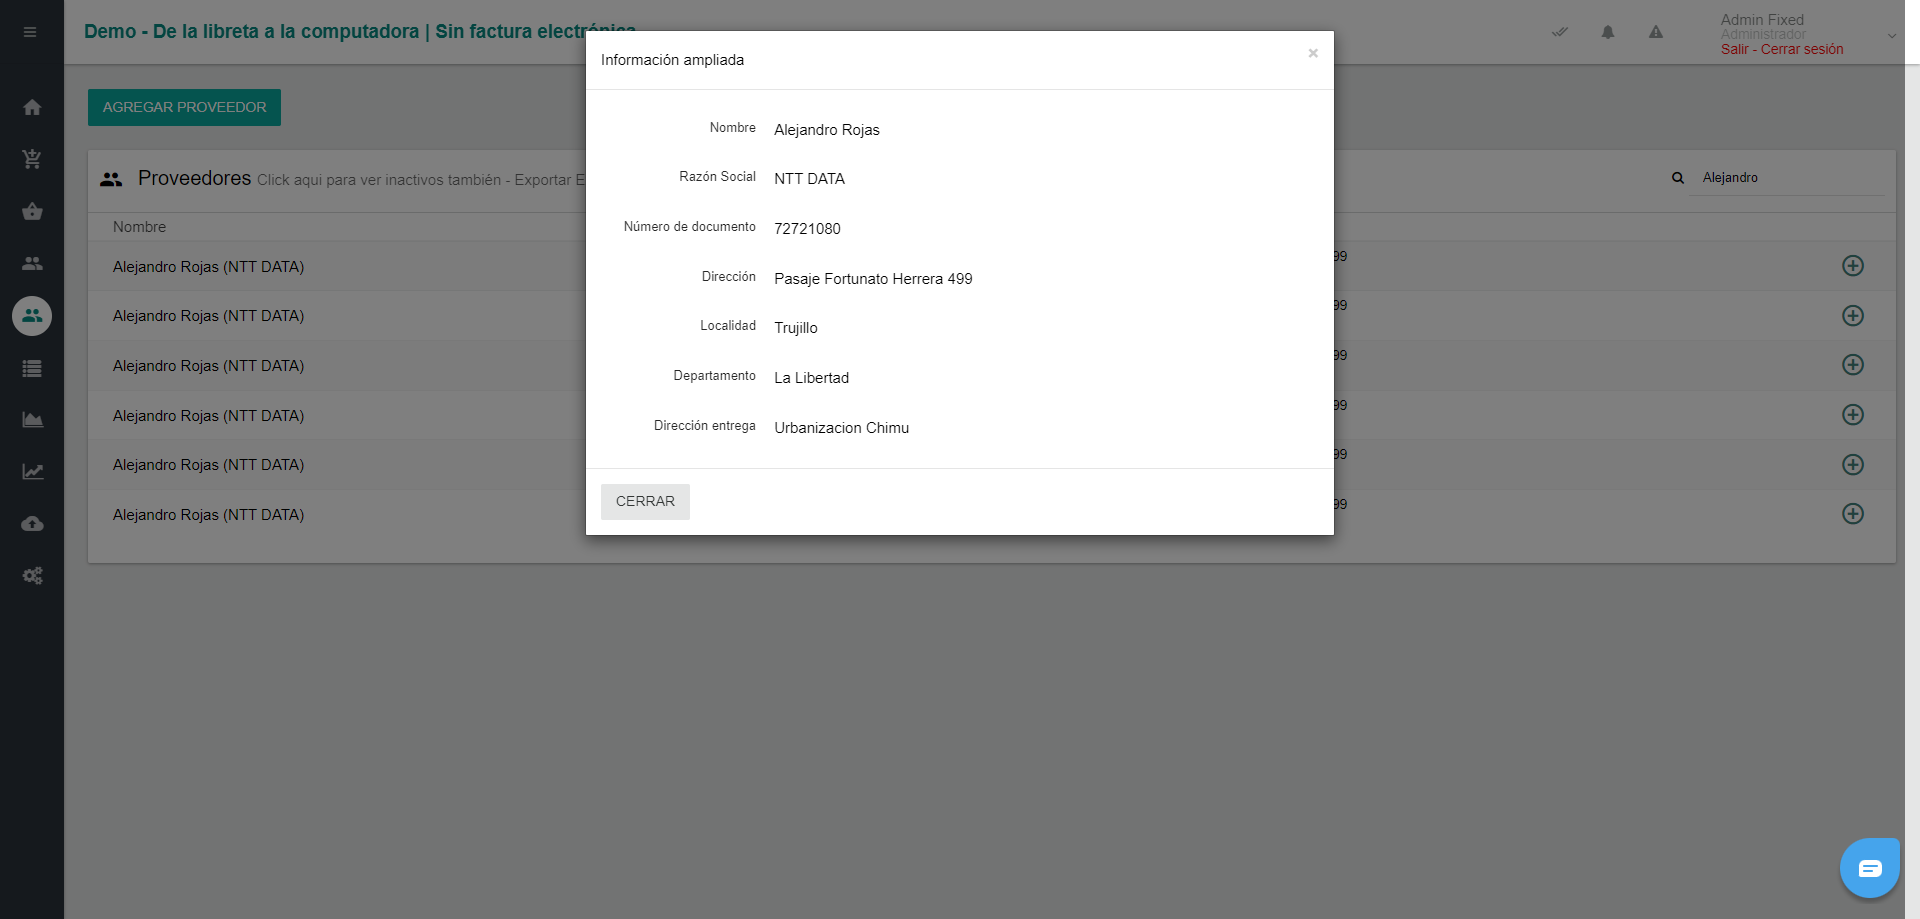 Demo - De la libreta a la computadora | Sin factura electrónica
Admin Fixed
Administrador
Salir - Cerrar sesión
AGREGAR PROVEEDOR
Proveedores Click aqui para ver inactivos también - Exportar E
Alejandro
Nombre
Alejandro Rojas (NTT DATA)
99
Alejandro Rojas (NTT DATA)
99
Alejandro Rojas (NTT DATA)
99
Alejandro Rojas (NTT DATA)
99
Alejandro Rojas (NTT DATA)
99
Alejandro Rojas (NTT DATA)
99
Información ampliada
×
Nombre Alejandro Rojas
Razón Social NTT DATA
Número de documento 72721080
Dirección Pasaje Fortunato Herrera 499
Localidad Trujillo
Departamento La Libertad
Dirección entrega Urbanizacion Chimu
CERRAR